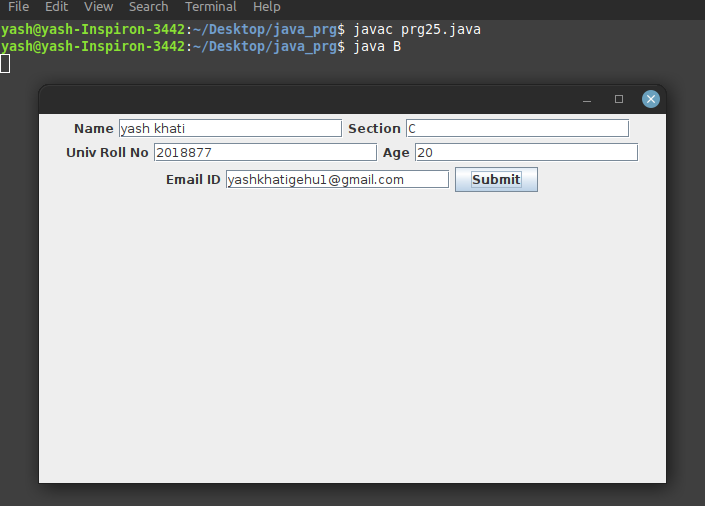 File Edit View Search Terminal Help
yash@yash-Inspiron-3442:~/Desktop/java_prg$ javac prg25.java
yash@yash-Inspiron-3442:~/Desktop/java_prg$ java B
Name yash khati Section C
Univ Roll No 2018877 Age 20
Email ID yashkhatigehu1@gmail.com Submit